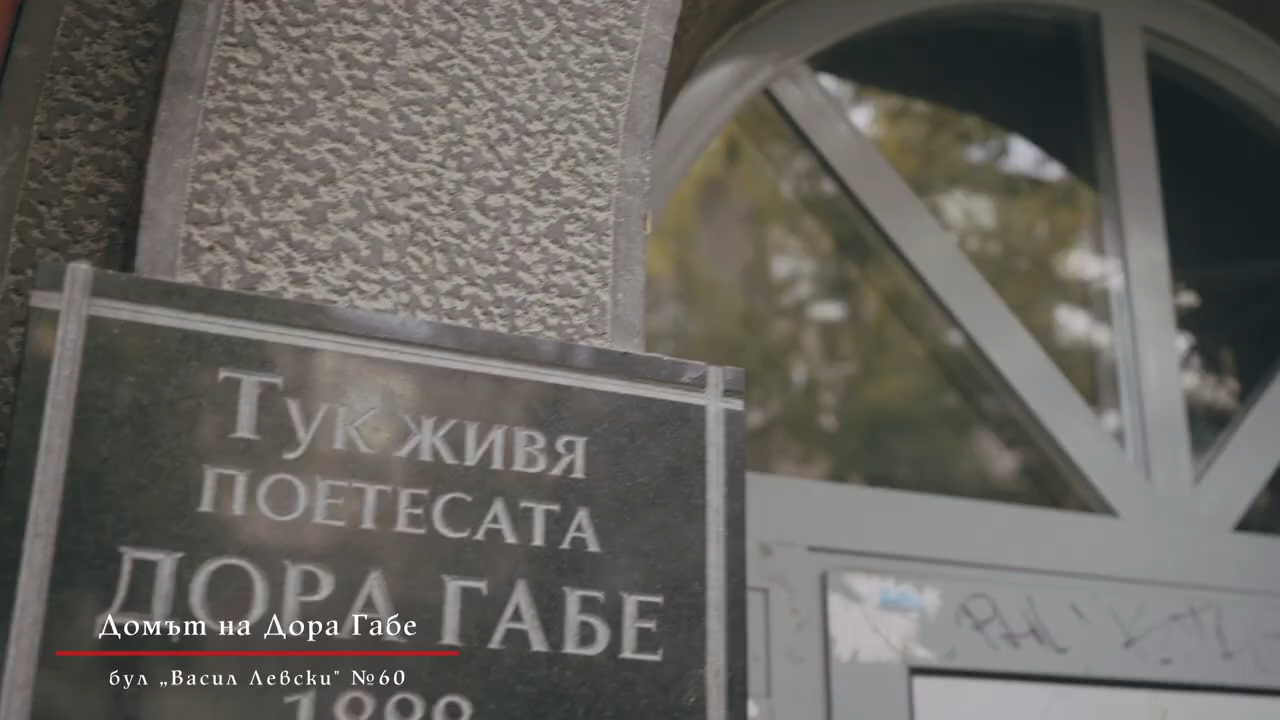 Тук живя
поетесата
Дора Габе
Домът на Дора Габе
бул „Васил Левски" №60